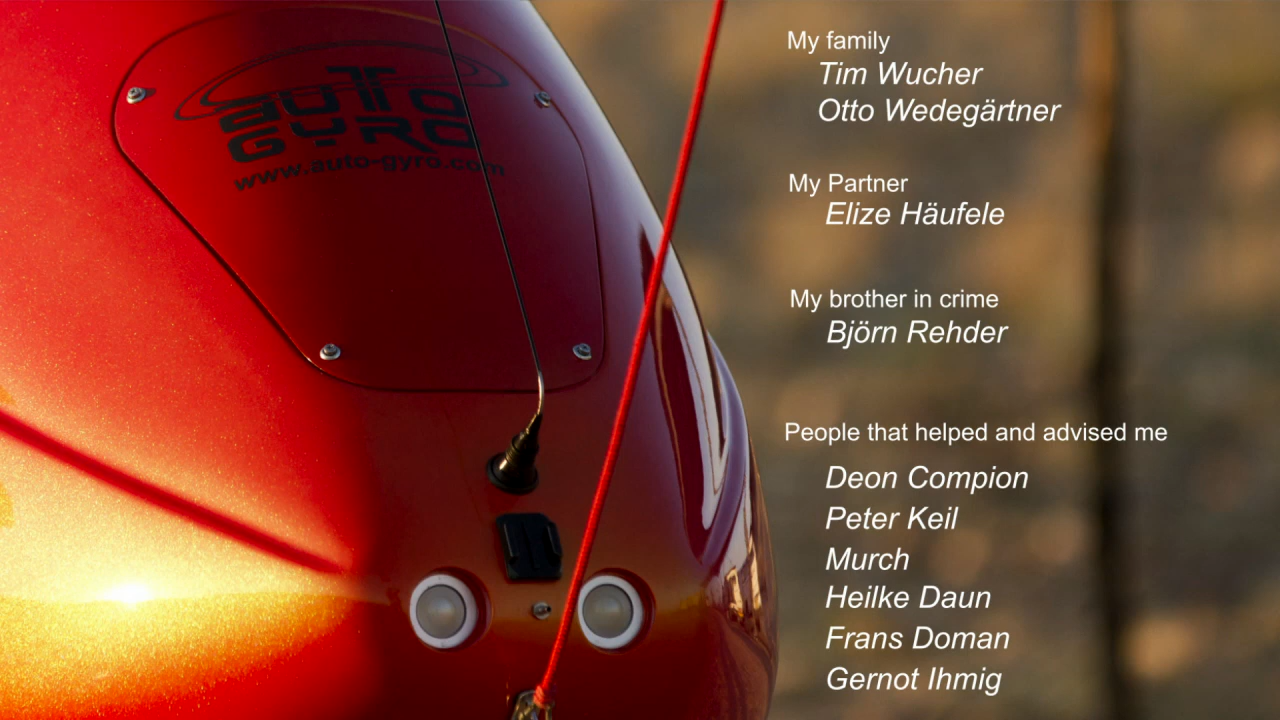 AUTO
GYRO
www.auto-gyro.com
My family
Tim Wucher
Otto Wedegärtner
My Partner
Elize Häufele
My brother in crime
Björn Rehder
People that helped and advised me
Deon Compion
Peter Keil
Murch
Heilke Daun
Frans Doman
Gernot Ihmig